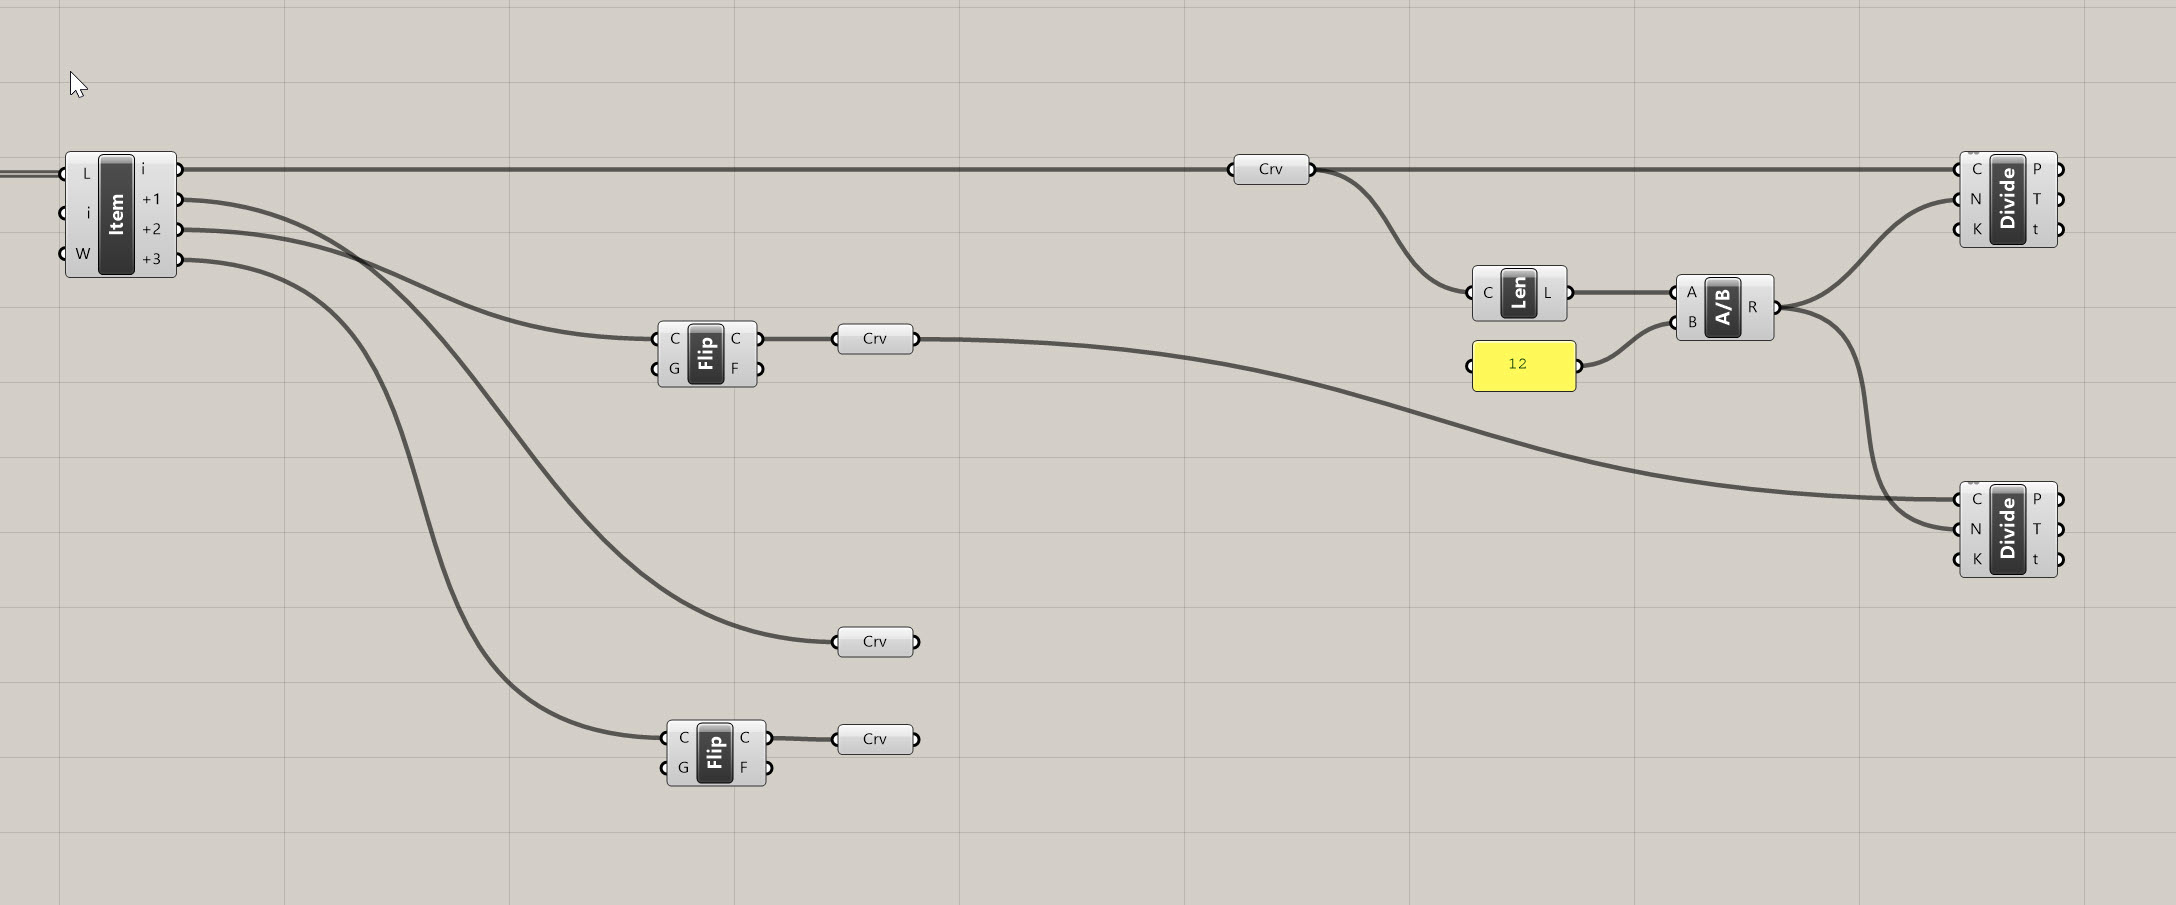 L i
i +1
W +2
+3
Item
Crv
C P
N T
K t
Divide
C L
Len
A R
B
A/B
12
C C
G F
Flip
Crv
C P
N T
K t
Divide
Crv
C C
G F
Flip
Crv